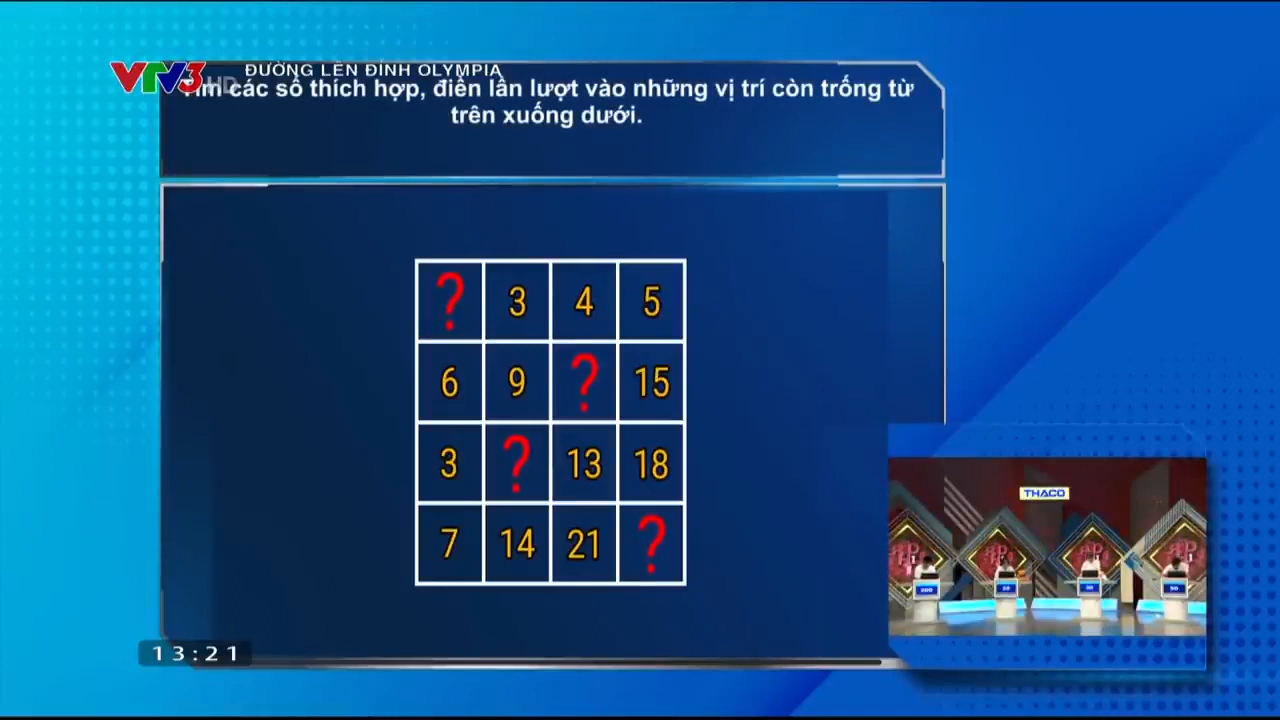 VTV3 HD
ĐƯỜNG LÊN ĐỈNH OLYMPIA
Tìm các số thích hợp, điền lần lượt vào những vị trí còn trống từ
trên xuống dưới.
? 3 4 5
6 9 ? 15
3 ? 13 18
7 14 21 ?
THACO
13:21